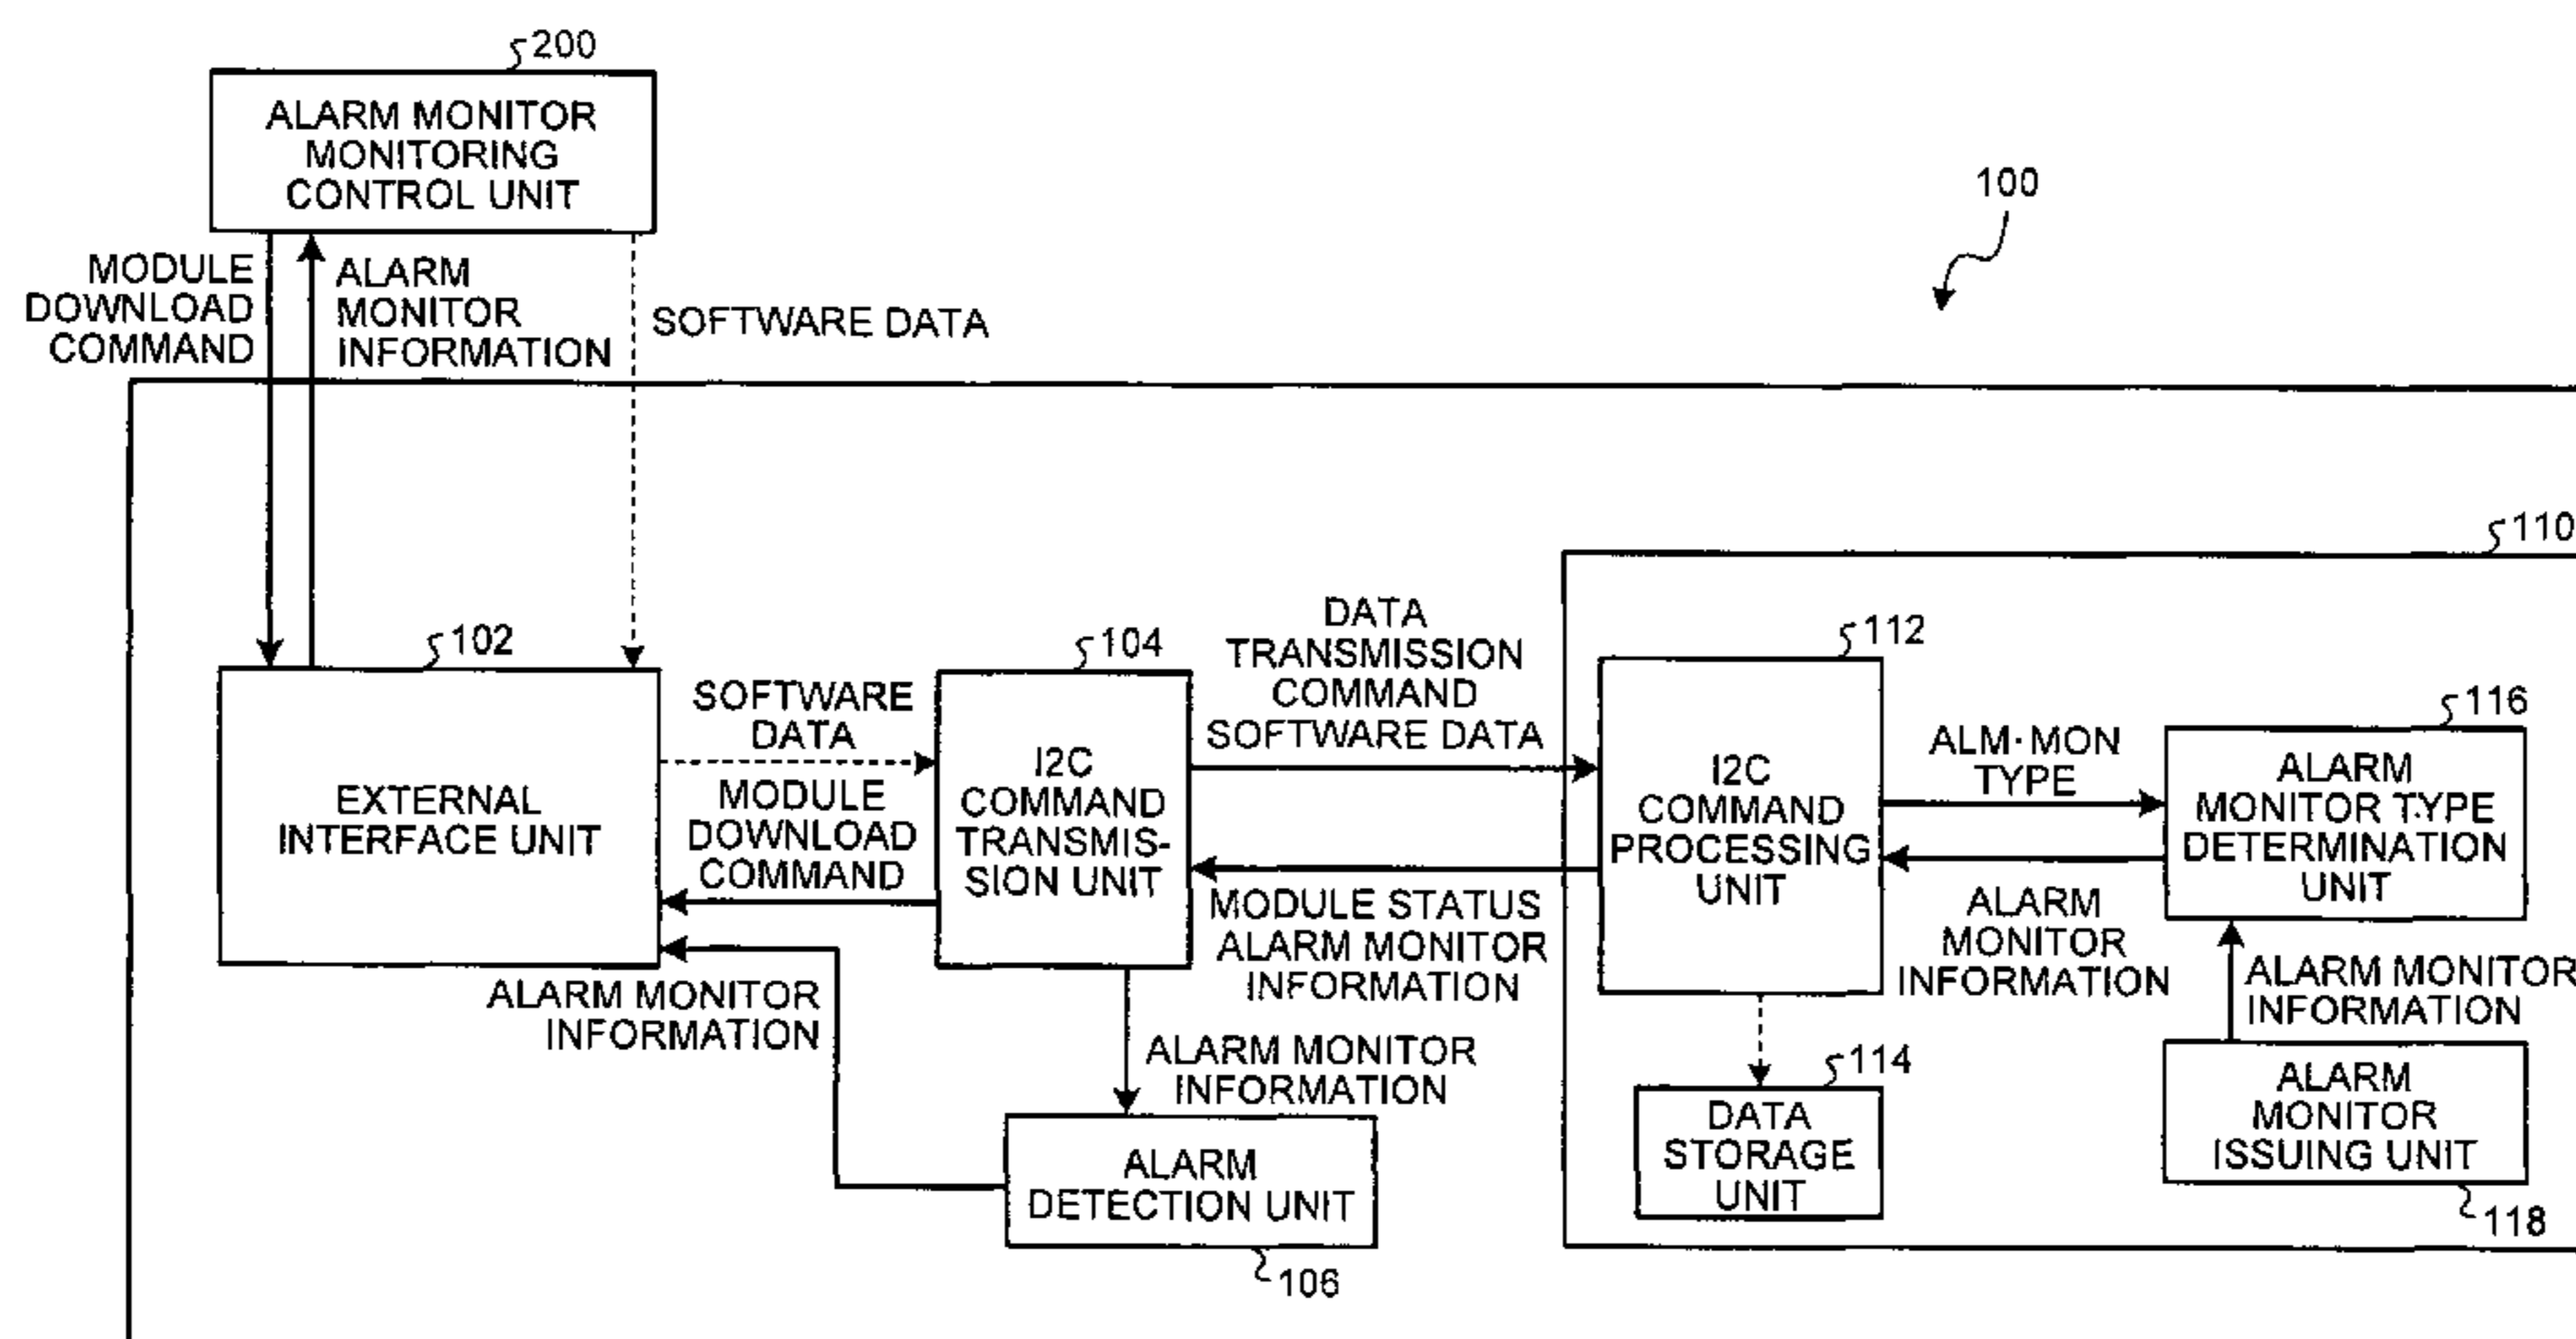 200
ALARM MONITOR
MONITORING
CONTROL UNIT
100
MODULE
DOWNLOAD
COMMAND
ALARM
MONITOR
INFORMATION
SOFTWARE DATA
110
102
EXTERNAL
INTERFACE UNIT
SOFTWARE
DATA
MODULE
DOWNLOAD
COMMAND
ALARM MONITOR
INFORMATION
104
I2C
COMMAND
TRANSMIS-
SION UNIT
DATA
TRANSMISSION
COMMAND
SOFTWARE DATA
MODULE STATUS
ALARM MONITOR
INFORMATION
ALARM MONITOR
INFORMATION
ALARM
DETECTION UNIT
106
112
I2C
COMMAND
PROCESSING
UNIT
ALM·MON
TYPE
ALARM
MONITOR
INFORMATION
114
DATA
STORAGE
UNIT
116
ALARM
MONITOR TYPE
DETERMINATION
UNIT
ALARM MONITOR
INFORMATION
ALARM
MONITOR
ISSUING UNIT
118